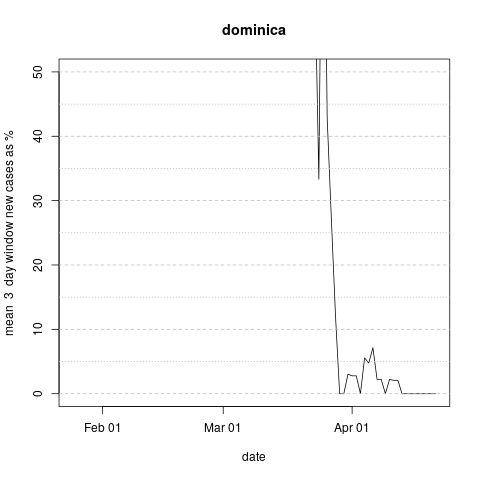 dominica
mean 3 day window new cases as %
50
40
30
20
10
0
Feb 01
Mar 01
Apr 01
date